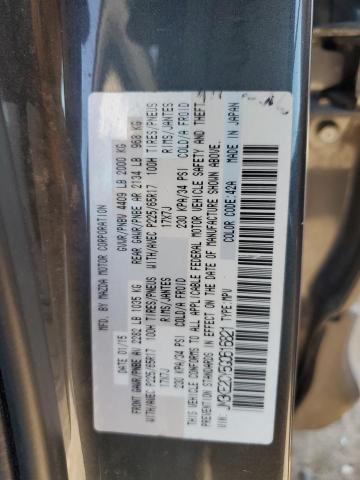 MFD. BY MAZDA MOTOR CORPORATION
DATE: 01/15 GVWR/PNBV 4409 LB 2000 KG
FRONT GAWR/PNBE AV 2282 LB 1035 KG REAR GAWR/PNBE AR 2134 LB 968 KG
WITH/AVEC P225/65R17 100H TIRES/PNEUS WITH/AVEC P225/65R17 100H TIRES/PNEUS
17X7J RIMS/JANTES 17X7J RIMS/JANTES
230 KPA/34 PSI COLD/A FROID 230 KPA/34 PSI COLD/A FROID
THIS VEHICLE CONFORMS TO ALL APPLICABLE FEDERAL MOTOR VEHICLE SAFETY AND THEFT
PREVENTION STANDARDS IN EFFECT ON THE DATE OF MANUFACTURE SHOWN ABOVE.
VIN: TYPE: MPV COLOR CODE: 42A MADE IN JAPAN